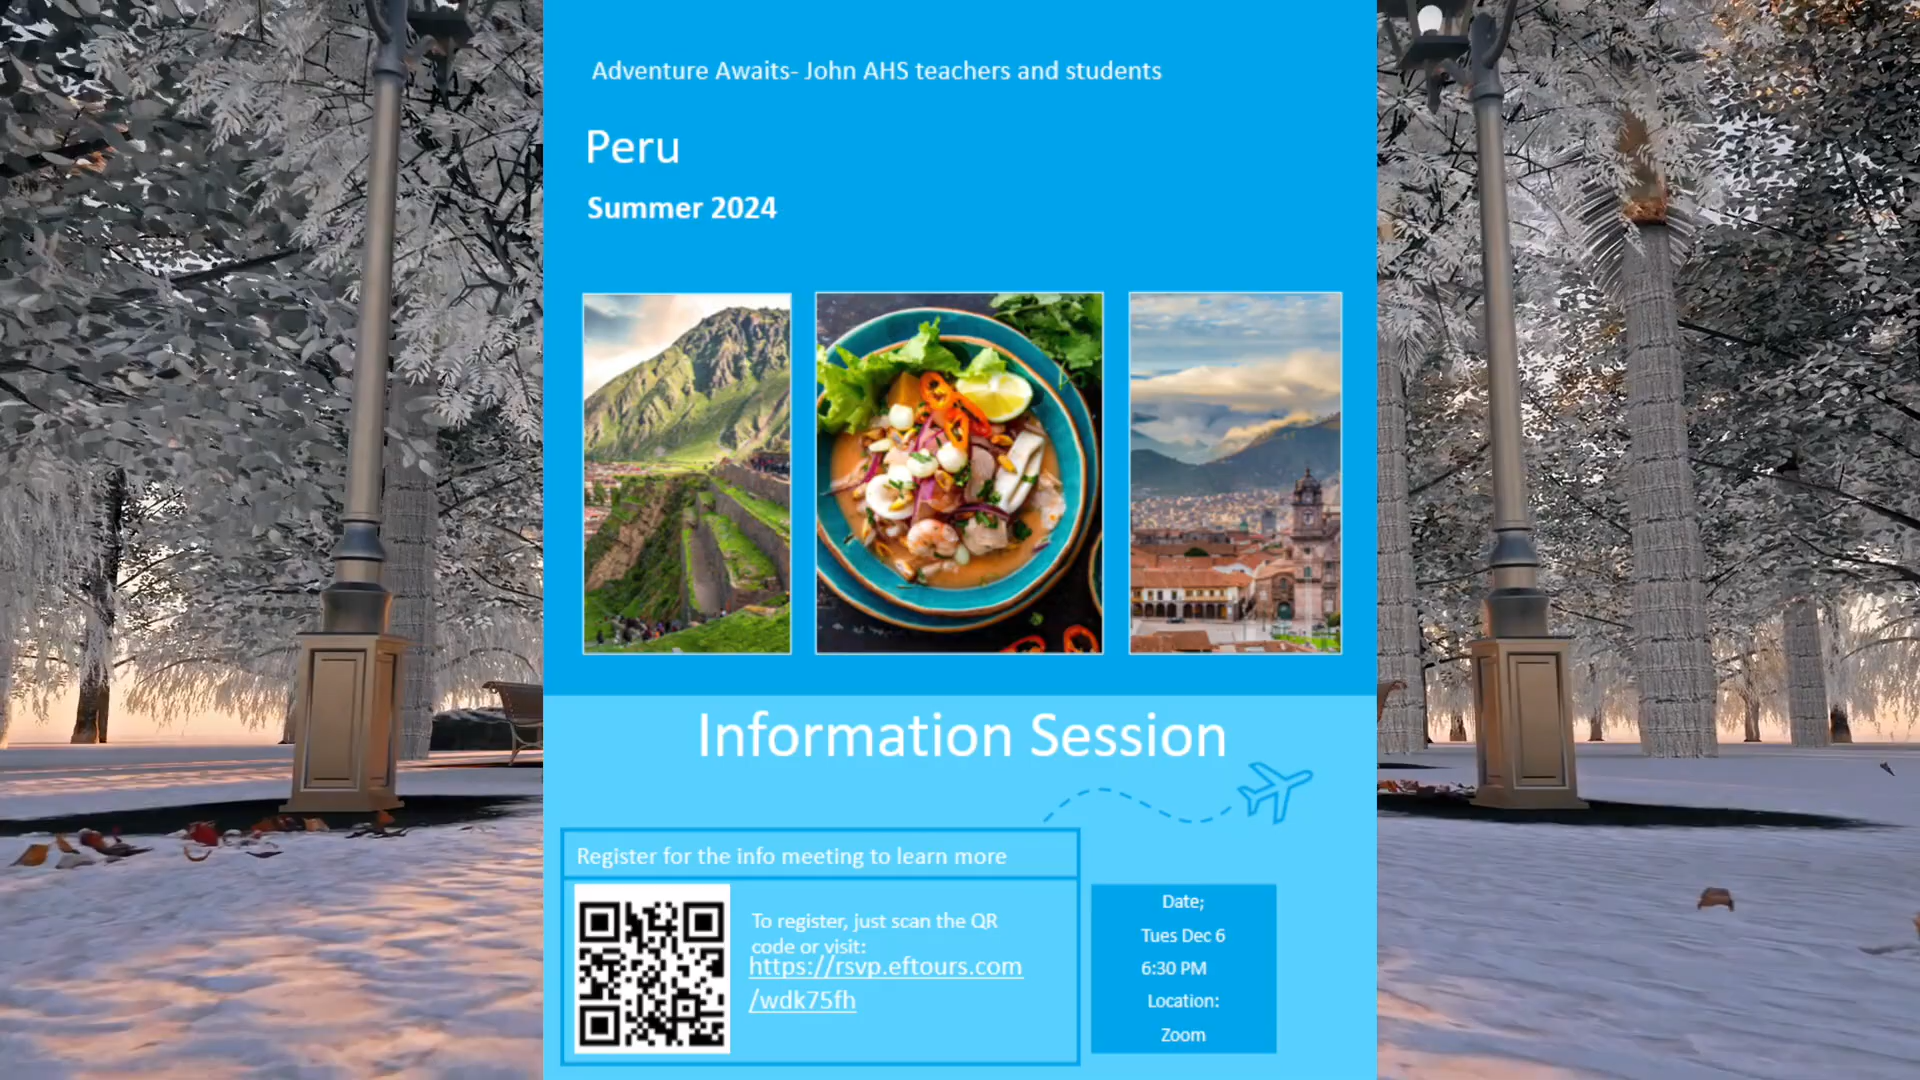 Adventure Awaits- John AHS teachers and students
Peru
Summer 2024
Information Session
Register for the info meeting to learn more
To register, just scan the QR
code or visit:
https://rsvp.eftours.com
/wdk75fh
Date;
Tues Dec 6
6:30 PM
Location:
Zoom